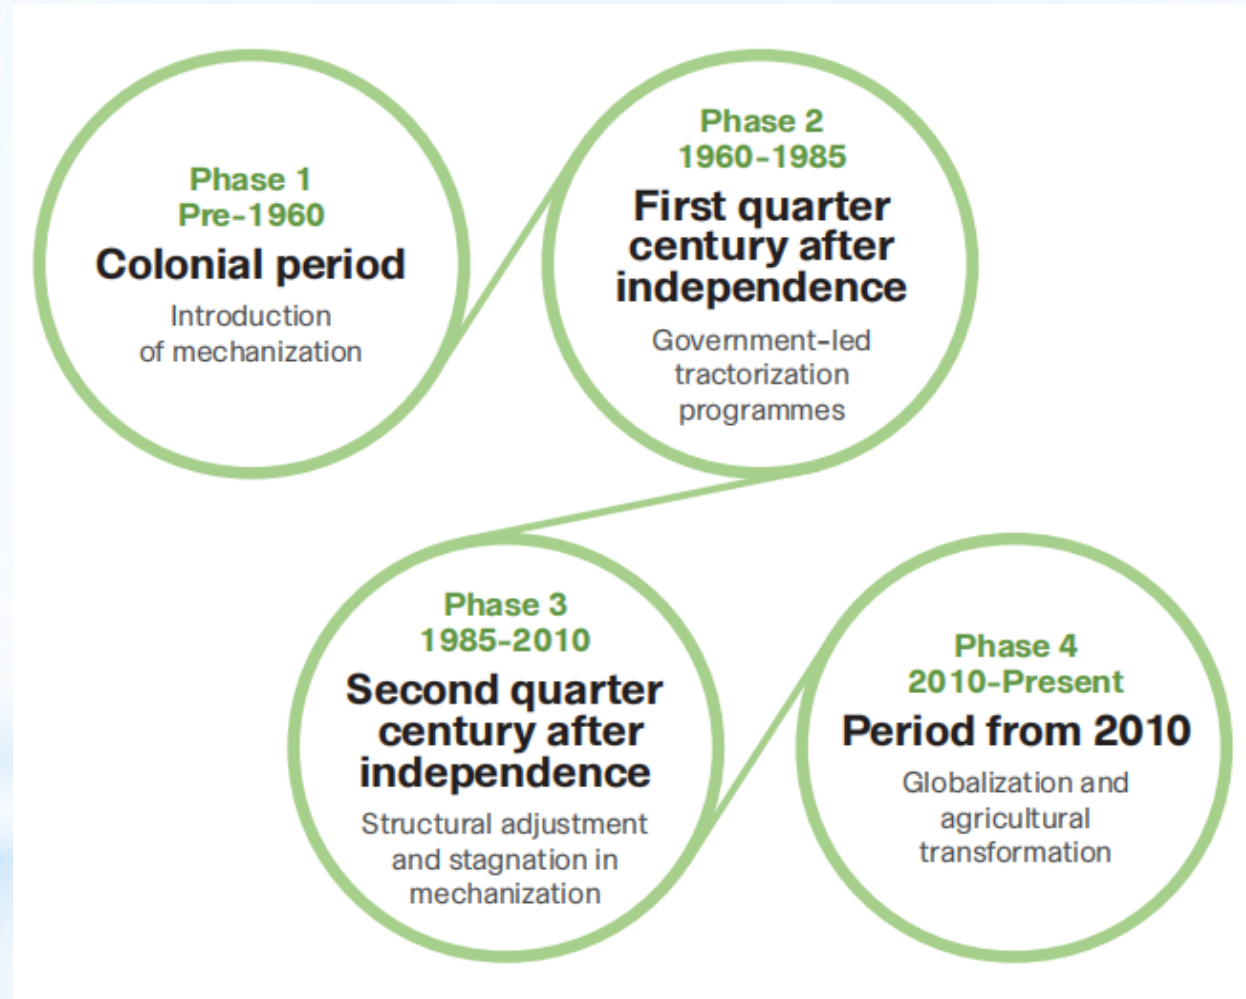 Phase 1
Pre-1960
Colonial period
Introduction
of mechanization
Phase 2
1960-1985
First quarter
century after
independence
Government-led
tractorization
programmes
Phase 3
1985-2010
Second quarter
century after
independence
Structural adjustment
and stagnation in
mechanization
Phase 4
2010-Present
Period from 2010
Globalization and
agricultural
transformation